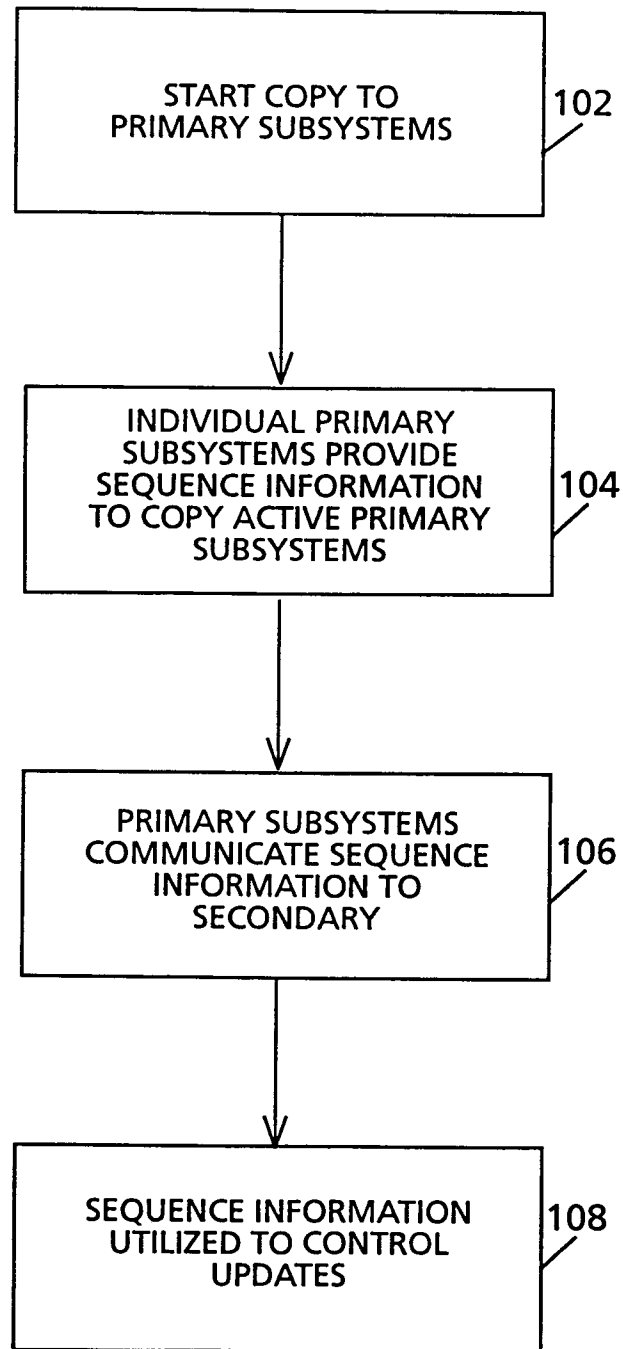 START COPY TO
PRIMARY SUBSYSTEMS
102
INDIVIDUAL PRIMARY
SUBSYSTEMS PROVIDE
SEQUENCE INFORMATION
TO COPY ACTIVE PRIMARY
SUBSYSTEMS
104
PRIMARY SUBSYSTEMS
COMMUNICATE SEQUENCE
INFORMATION TO
SECONDARY
106
SEQUENCE INFORMATION
UTILIZED TO CONTROL
UPDATES
108